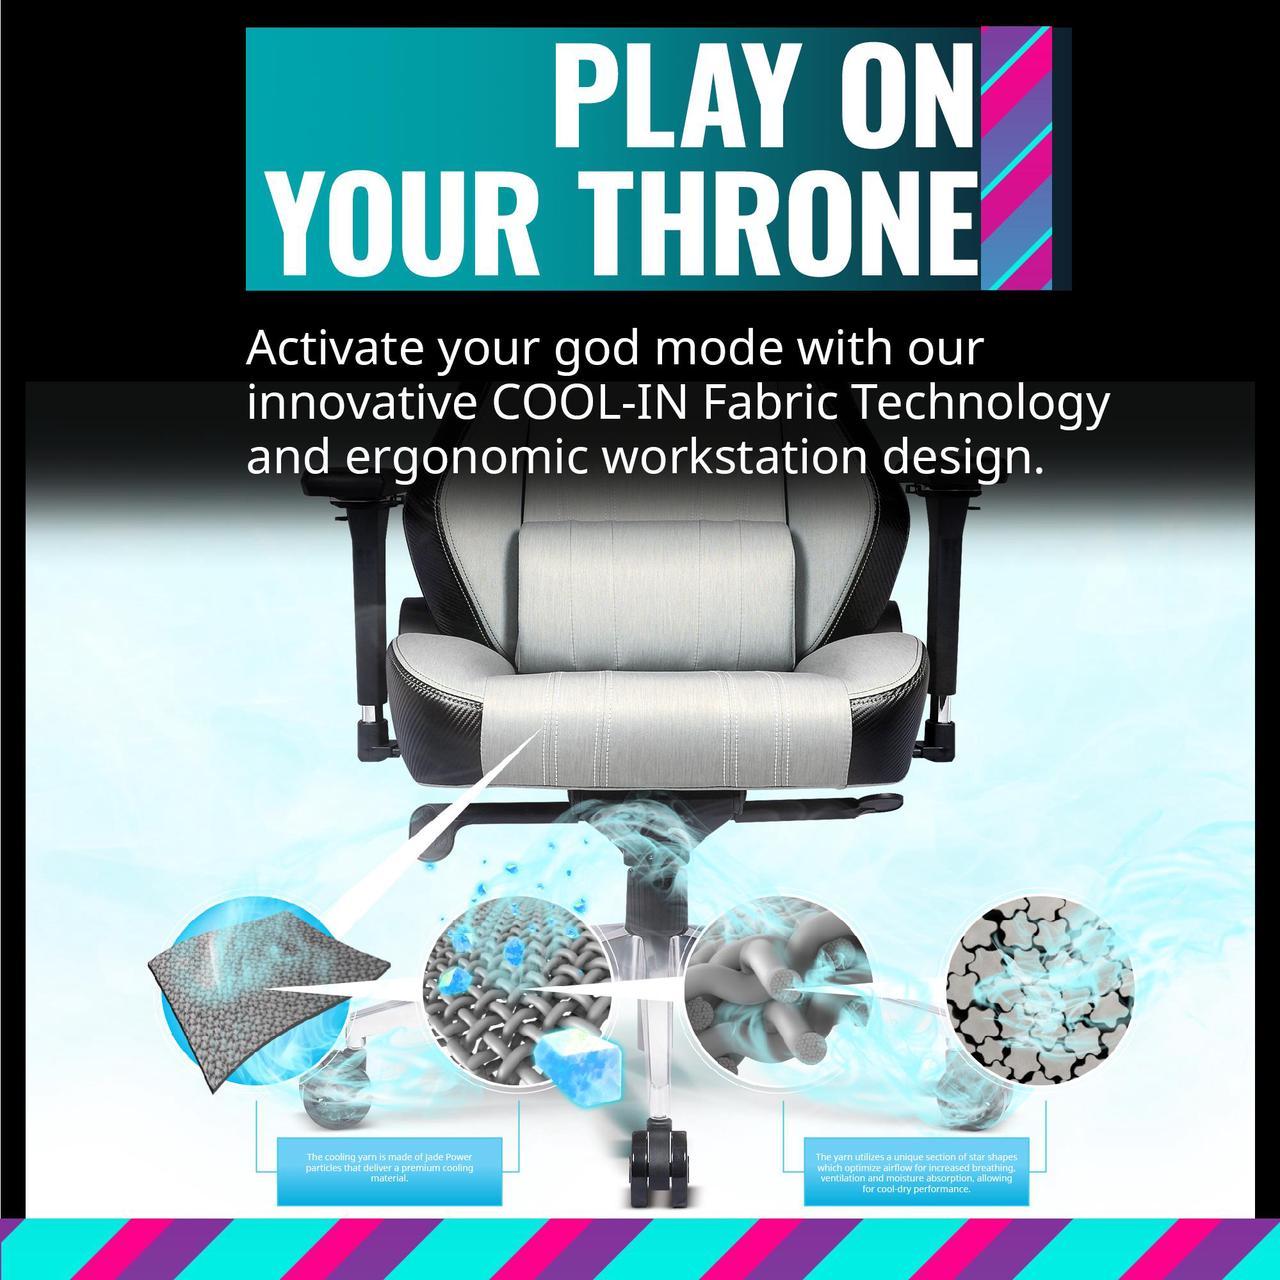 PLAY ON
YOUR THRONE
Activate your god mode with our
innovative COOL-IN Fabric Technology
and ergonomic workstation design.
The cooling yarn is made of Jade Power
particles that deliver a premium cooling
material.
The yarn utilizes a unique section of star shapes
which optimize airflow for increased breathing,
ventilation and moisture absorption, allowing
for cool-dry performance.